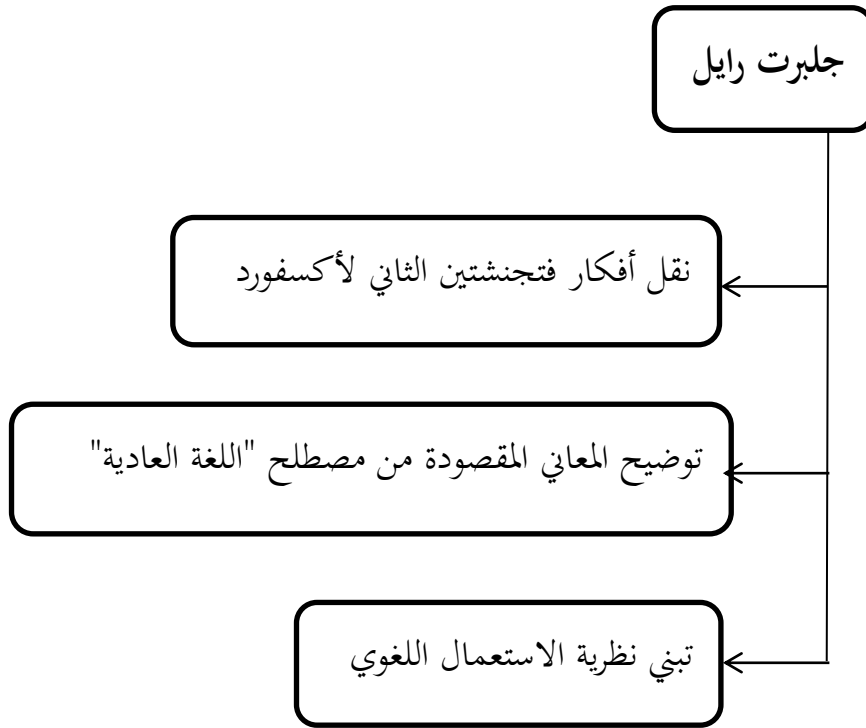 جلبرت رايل
نقل أفكار فتجنشتين الثاني لأكسفورد
توضيح المعاني المقصودة من مصطلح "اللغة العادية"
تبني نظرية الاستعمال اللغوي